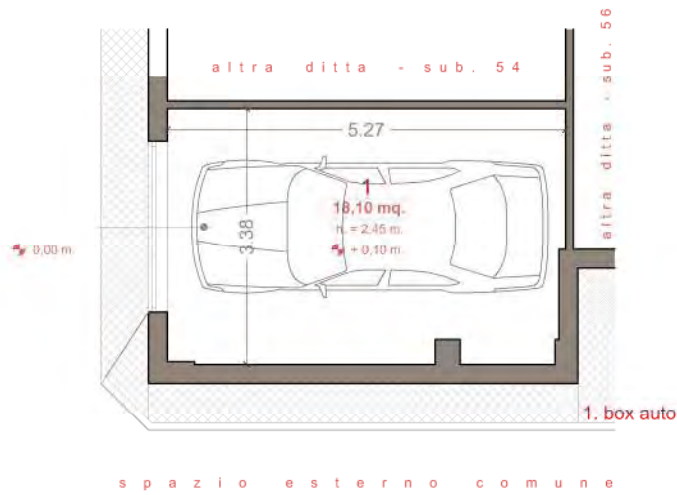 altra ditta - sub. 54
altra ditta - sub. 56
5.27
1
18,10 mq.
h. = 2,45 m.
+ 0,10 m.
3.38
0,00 m.
1. box auto
spazio esterno comune